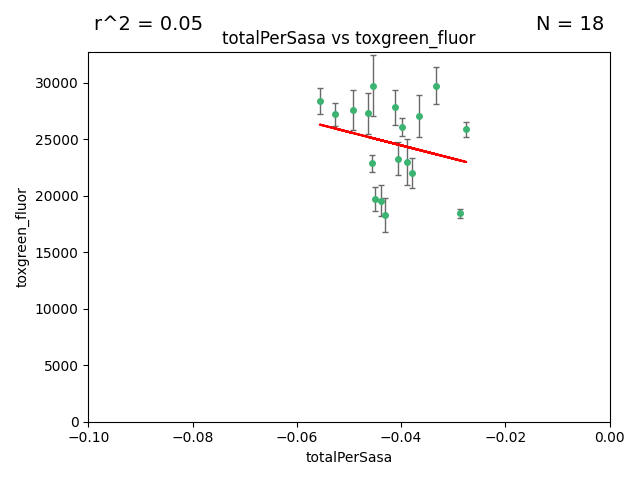 r^2 = 0.05
N = 18
totalPerSasa vs toxgreen_fluor
toxgreen_fluor
30000
25000
20000
15000
10000
5000
0
−0.10
−0.08
−0.06
−0.04
−0.02
0.00
totalPerSasa